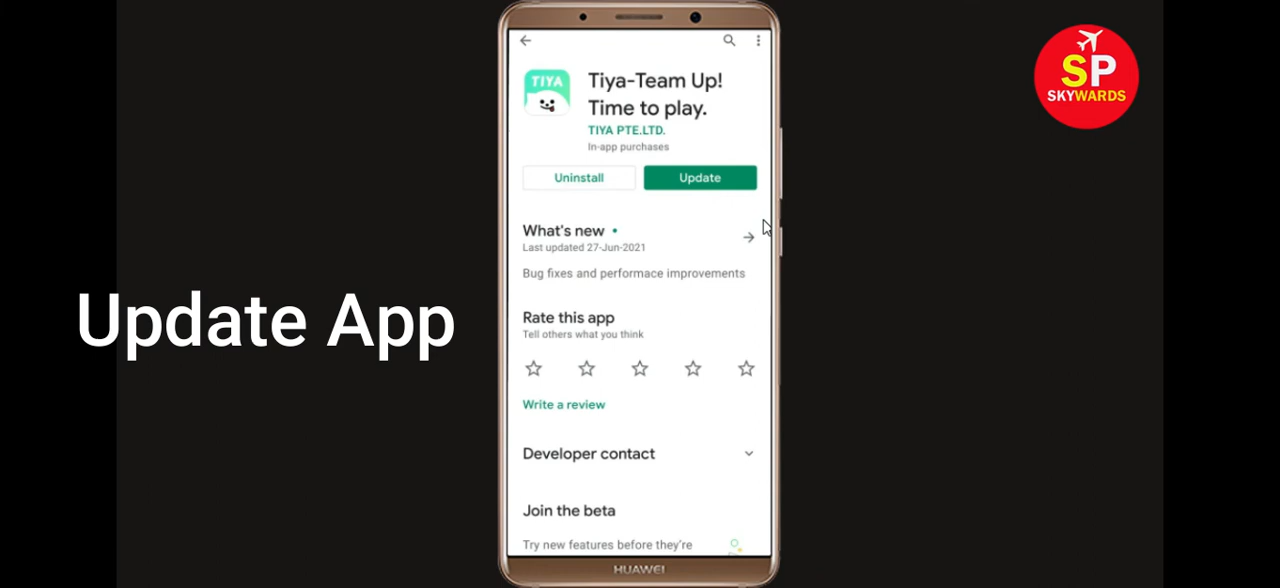 SP
SKYWARDS
TIYA
Tiya-Team Up!
Time to play.
TIYA PTE.LTD.
In-app purchases
Uninstall
Update
What's new
Last updated 27-Jun-2021
Bug fixes and performace improvements
Update App
Rate this app
Tell others what you think
Write a review
Developer contact
Join the beta
Try new features before they're
HUAWEI